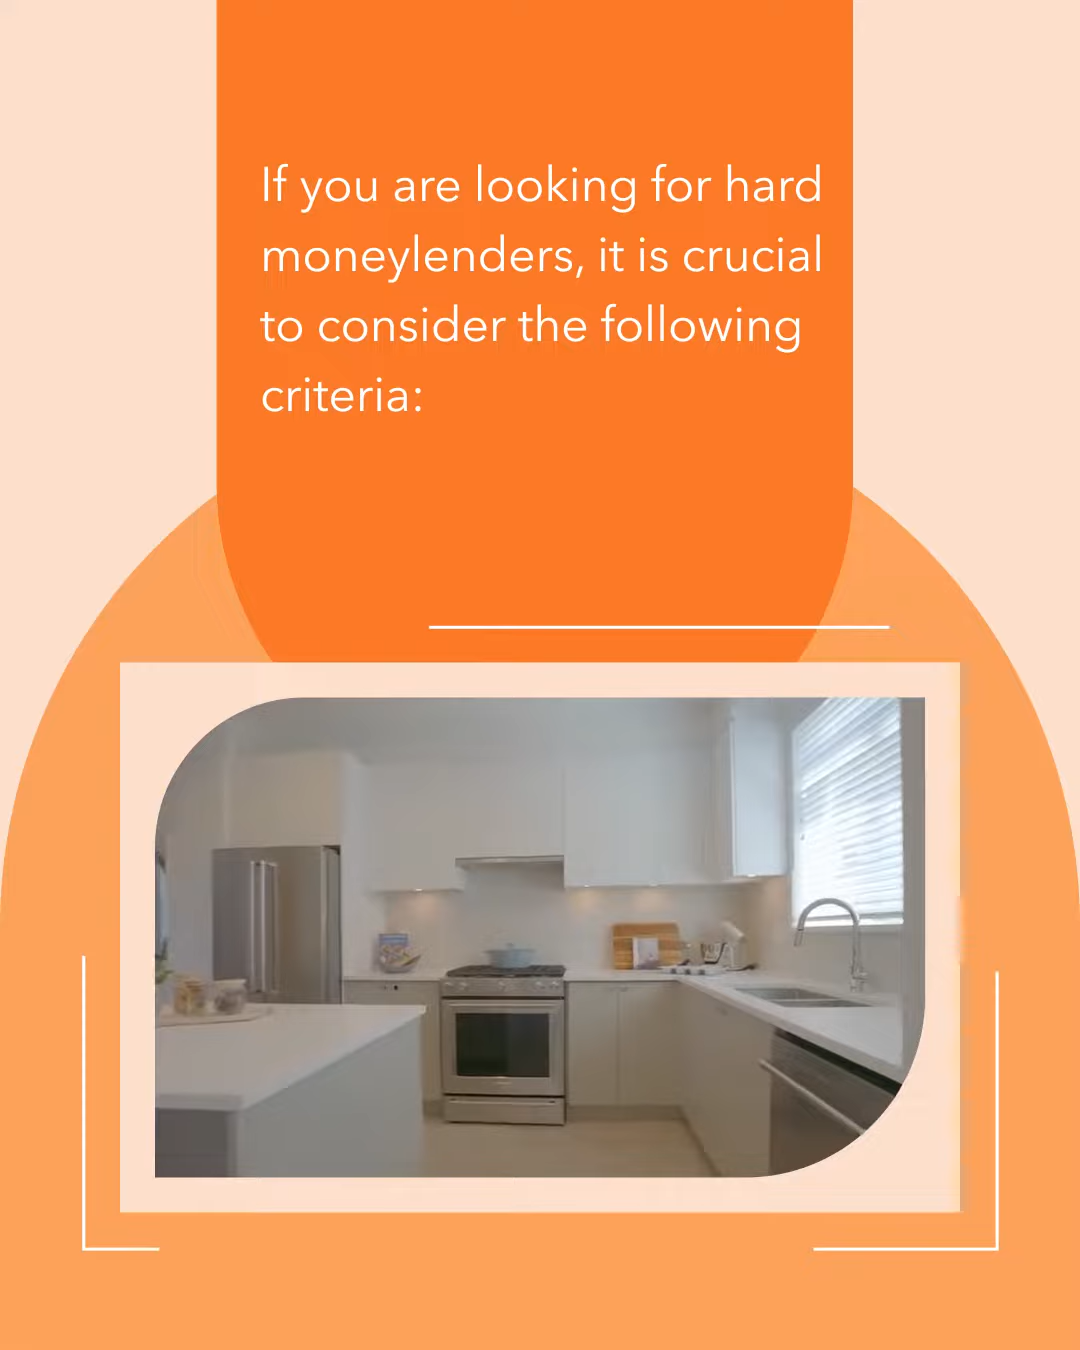 If you are looking for hard
moneylenders, it is crucial
to consider the following
criteria: